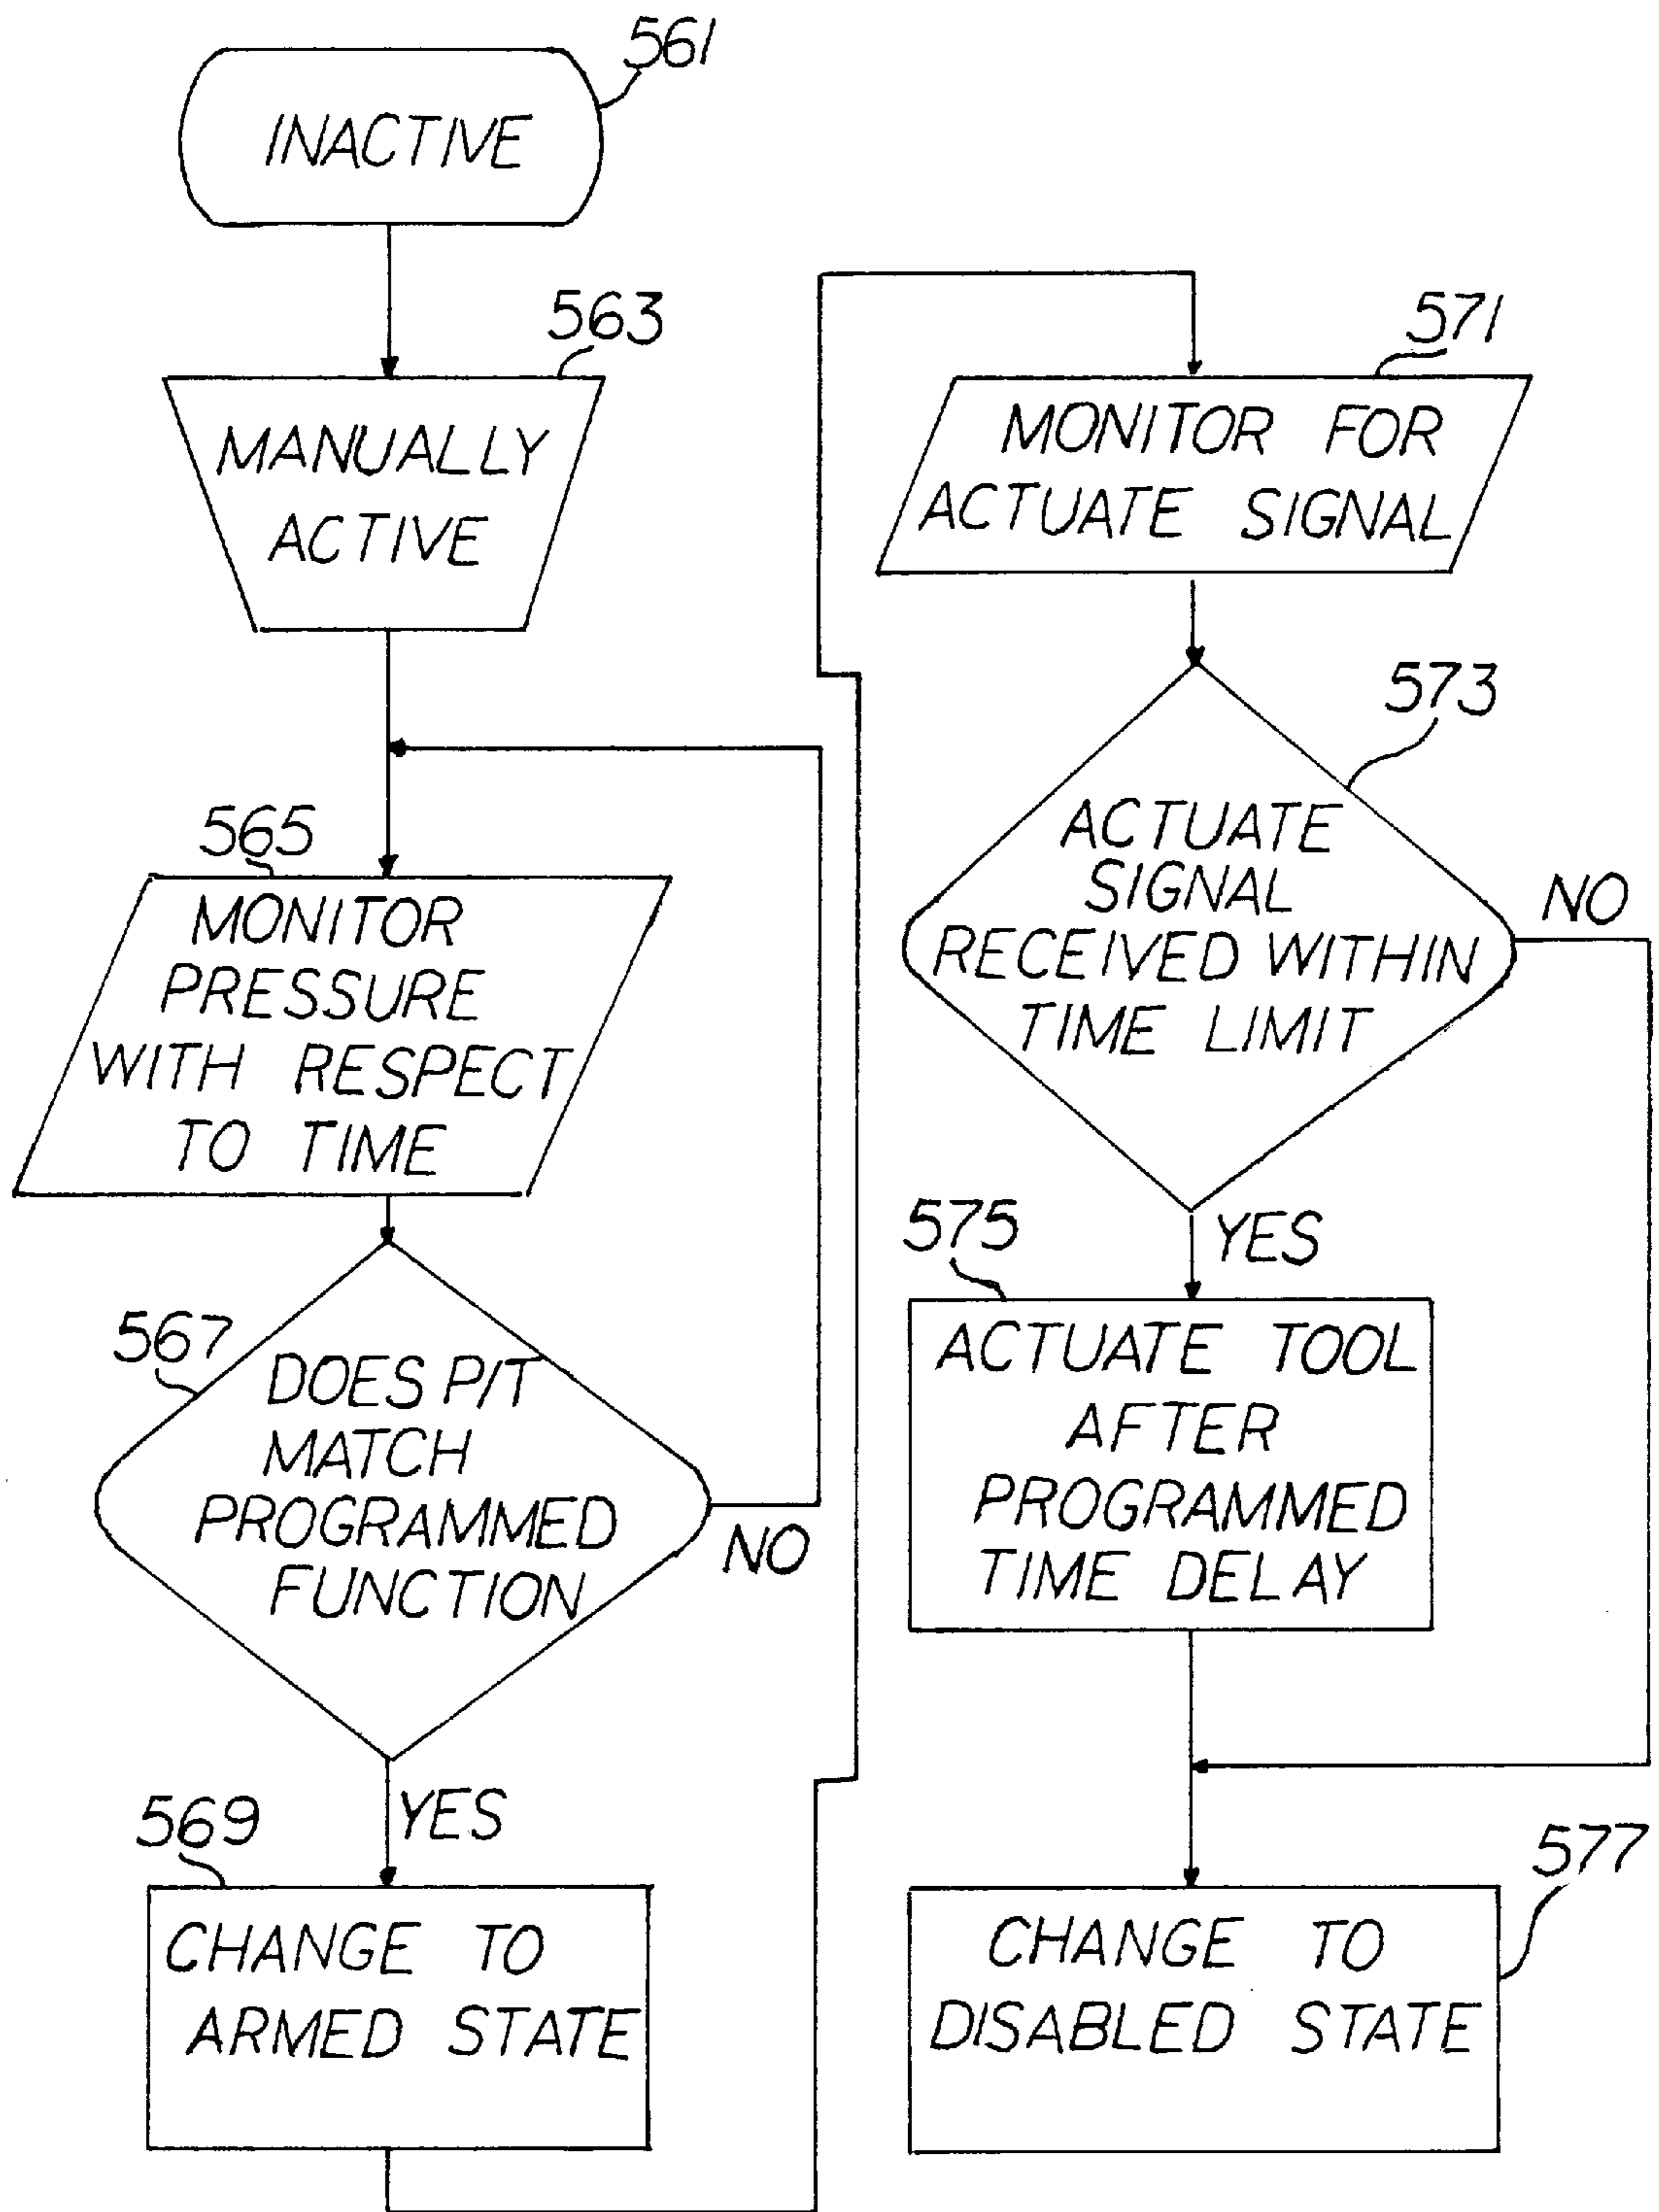 561
INACTIVE
563
MANUALLY
ACTIVE
565
MONITOR
PRESSURE
WITH RESPECT
TO TIME
567
DOES P/T
MATCH
PROGRAMMED
FUNCTION
NO
YES
569
CHANGE TO
ARMED STATE
571
MONITOR FOR
ACTUATE SIGNAL
573
ACTUATE
SIGNAL
RECEIVED WITHIN
TIME LIMIT
NO
YES
575
ACTUATE TOOL
AFTER
PROGRAMMED
TIME DELAY
577
CHANGE TO
DISABLED STATE